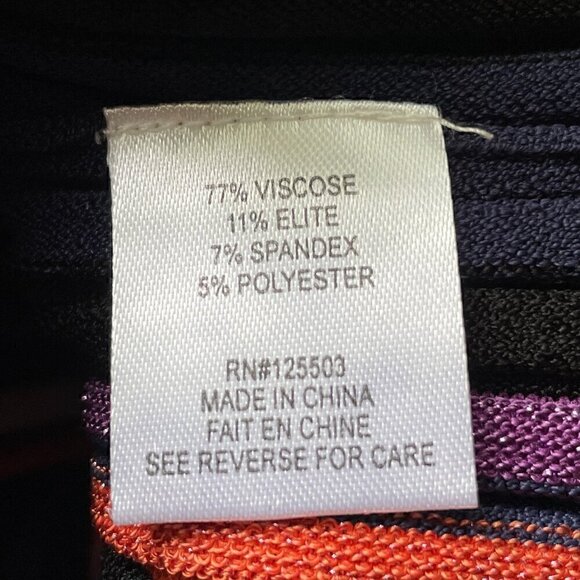 77% VISCOSE
11% ELITE
7% SPANDEX
5% POLYESTER
RN#125503
MADE IN CHINA
FAIT EN CHINE
SEE REVERSE FOR CARE